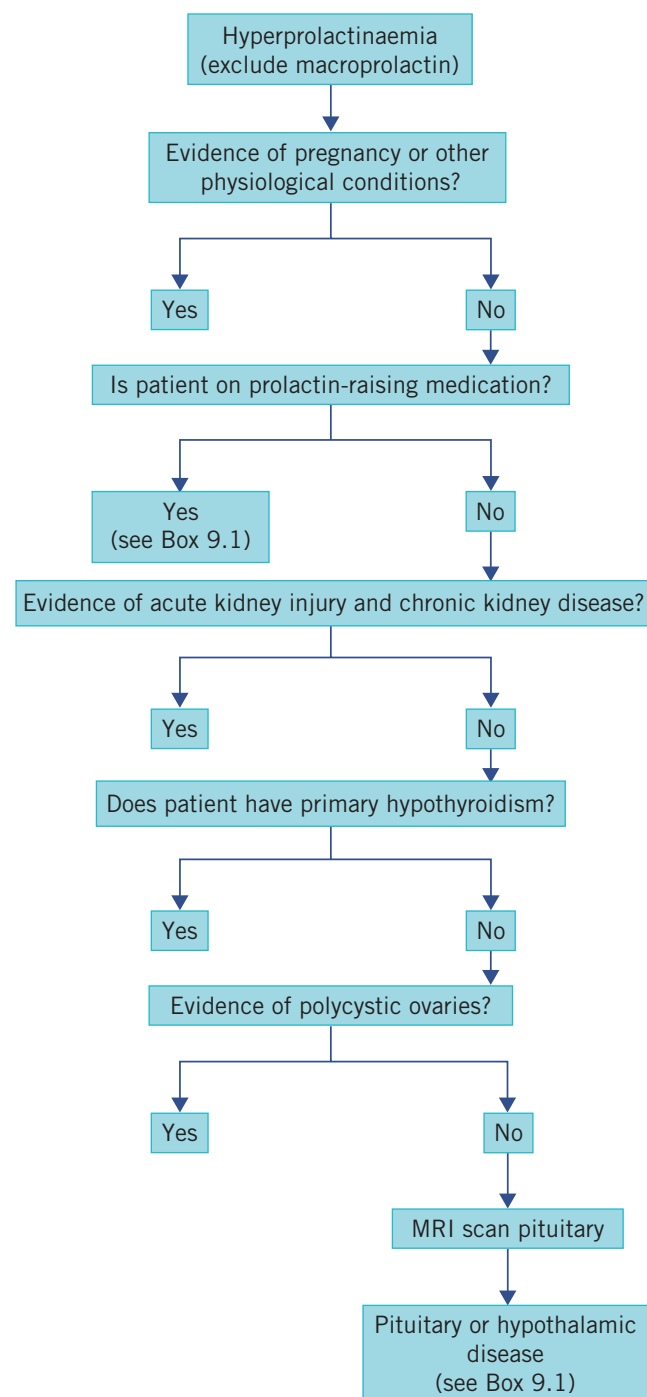 Hyperprolactinaemia
(exclude macroprolactin)
Evidence of pregnancy or other
physiological conditions?
Yes
No
Is patient on prolactin-raising medication?
Yes
(see Box 9.1)
No
Evidence of acute kidney injury and chronic kidney disease?
Yes
No
Does patient have primary hypothyroidism?
Yes
No
Evidence of polycystic ovaries?
Yes
No
MRI scan pituitary
Pituitary or hypothalamic
disease
(see Box 9.1)